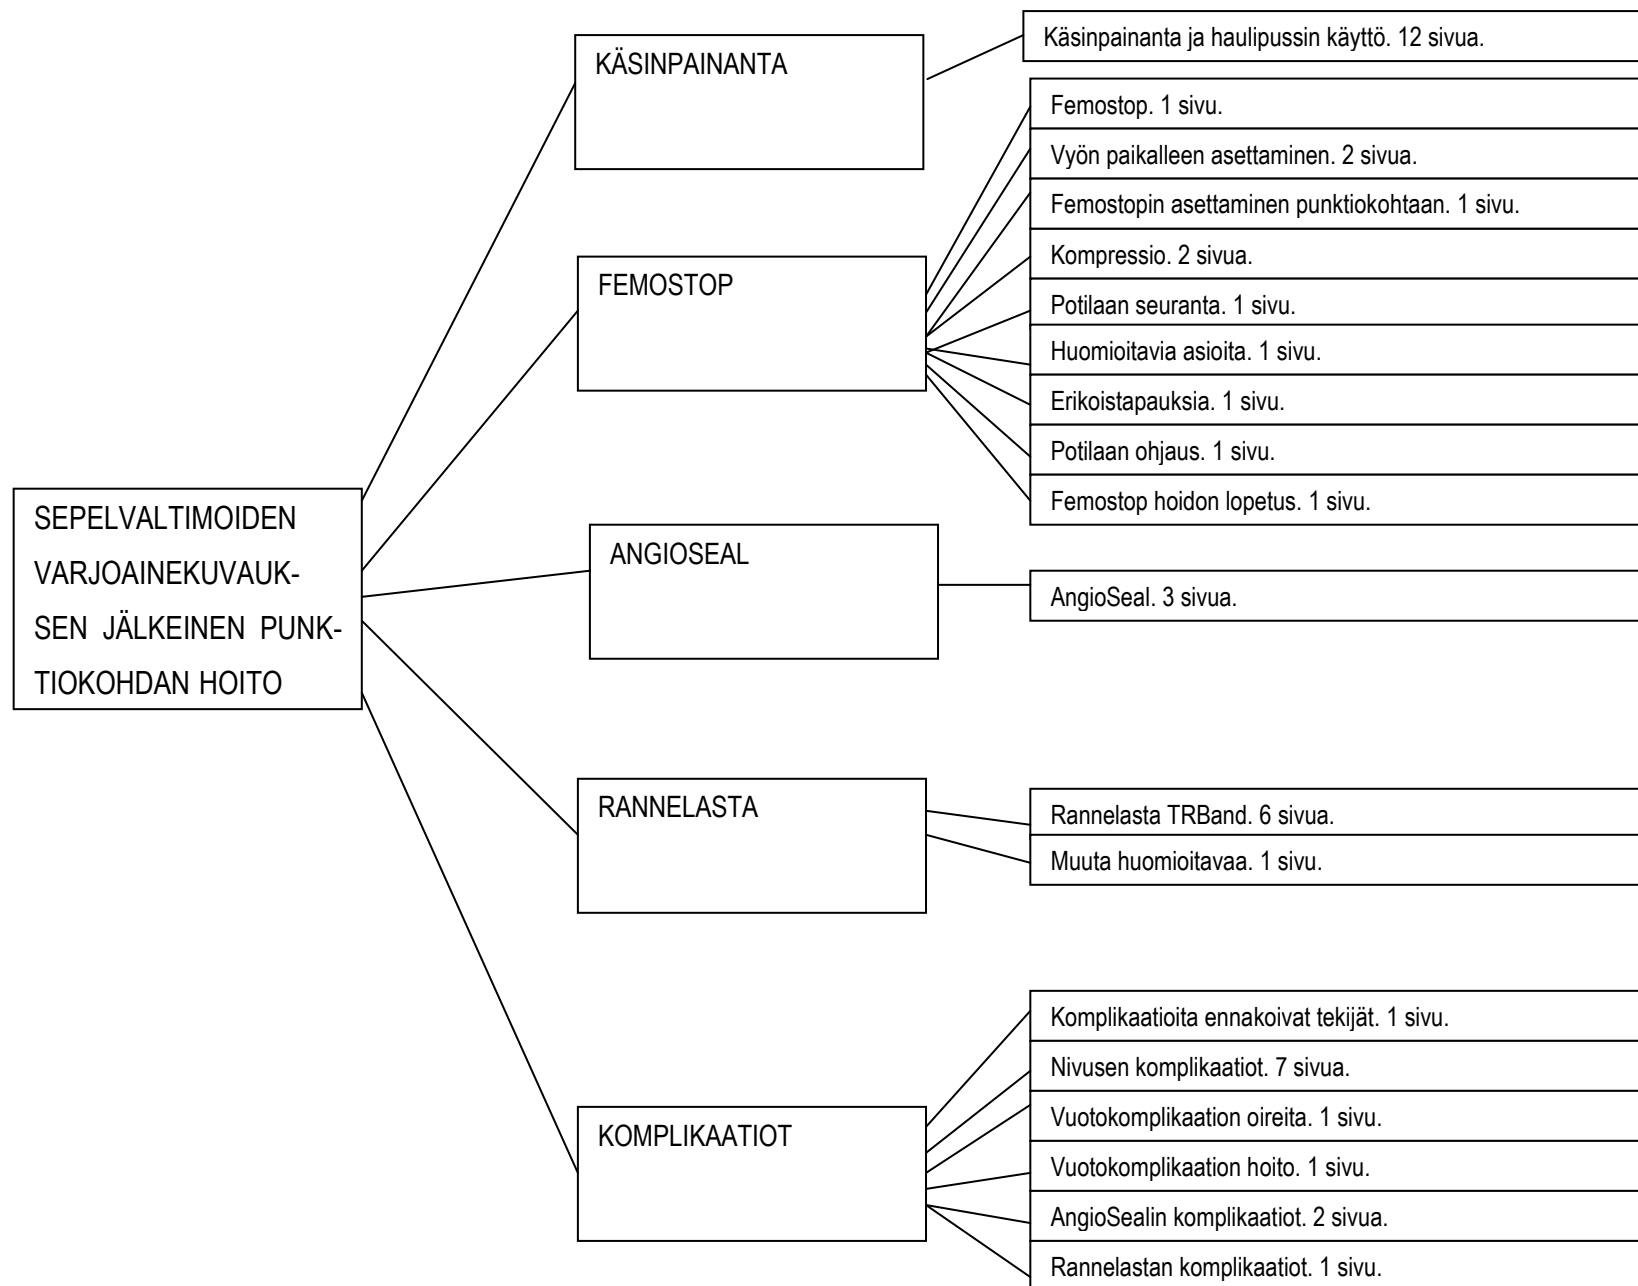 SEPELVALTIMOIDEN
VARJOAINEKUVAUK-
SEN JÄLKEINEN PUNK-
TIOKOHDAN HOITO
KÄSINPAINANTA
Käsinpainanta ja haulipussin käyttö. 12 sivua.
FEMOSTOP
Femostop. 1 sivu.
Vyön paikalleen asettaminen. 2 sivua.
Femostopin asettaminen punktiokohtaan. 1 sivu.
Kompressio. 2 sivua.
Potilaan seuranta. 1 sivu.
Huomioitavia asioita. 1 sivu.
Erikoistapauksia. 1 sivu.
Potilaan ohjaus. 1 sivu.
Femostop hoidon lopetus. 1 sivu.
ANGIOSEAL
AngioSeal. 3 sivua.
RANNELASTA
Rannelasta TRBand. 6 sivua.
Muuta huomioitavaa. 1 sivu.
KOMPLIKAATIOT
Komplikaatioita ennakoivat tekijät. 1 sivu.
Nivusen komplikaatiot. 7 sivua.
Vuotokomplikaation oireita. 1 sivu.
Vuotokomplikaation hoito. 1 sivu.
AngioSealin komplikaatiot. 2 sivua.
Rannelastan komplikaatiot. 1 sivu.